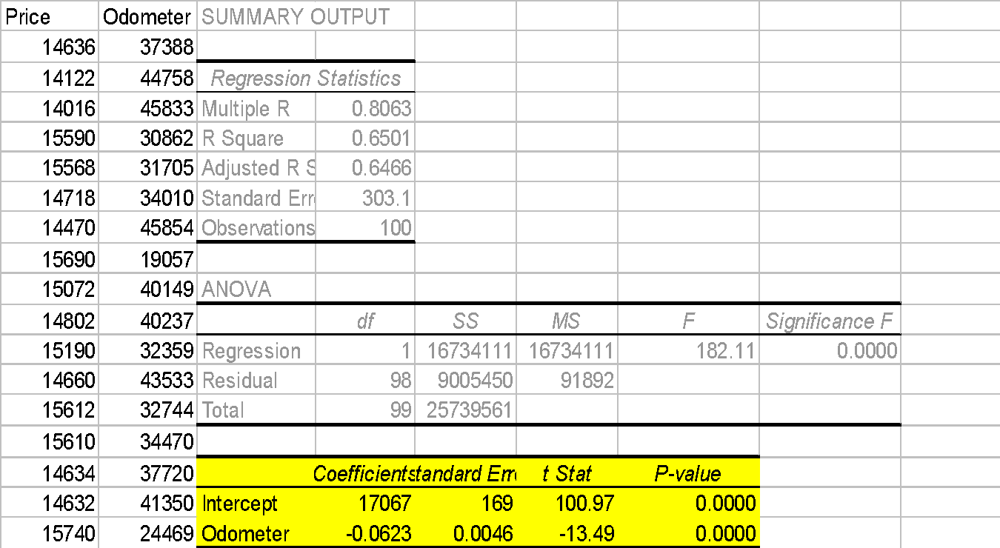 Price Odometer SUMMARY OUTPUT
14636 37388
14122 44758 Regression Statistics
14016 45833 Multiple R 0.8063
15590 30862 R Square 0.6501
15568 31705 Adjusted R S 0.6466
14718 34010 Standard Err 303.1
14470 45854 Observations 100
15690 19057
15072 40149 ANOVA
14802 40237 df SS MS F Significance F
15190 32359 Regression 1 16734111 16734111 182.11 0.0000
14660 43533 Residual 98 9005450 91892
15612 32744 Total 99 25739561
15610 34470
14634 37720 Coefficients tandard Err t Stat P-value
14632 41350 Intercept 17067 169 100.97 0.0000
15740 24469 Odometer -0.0623 0.0046 -13.49 0.0000